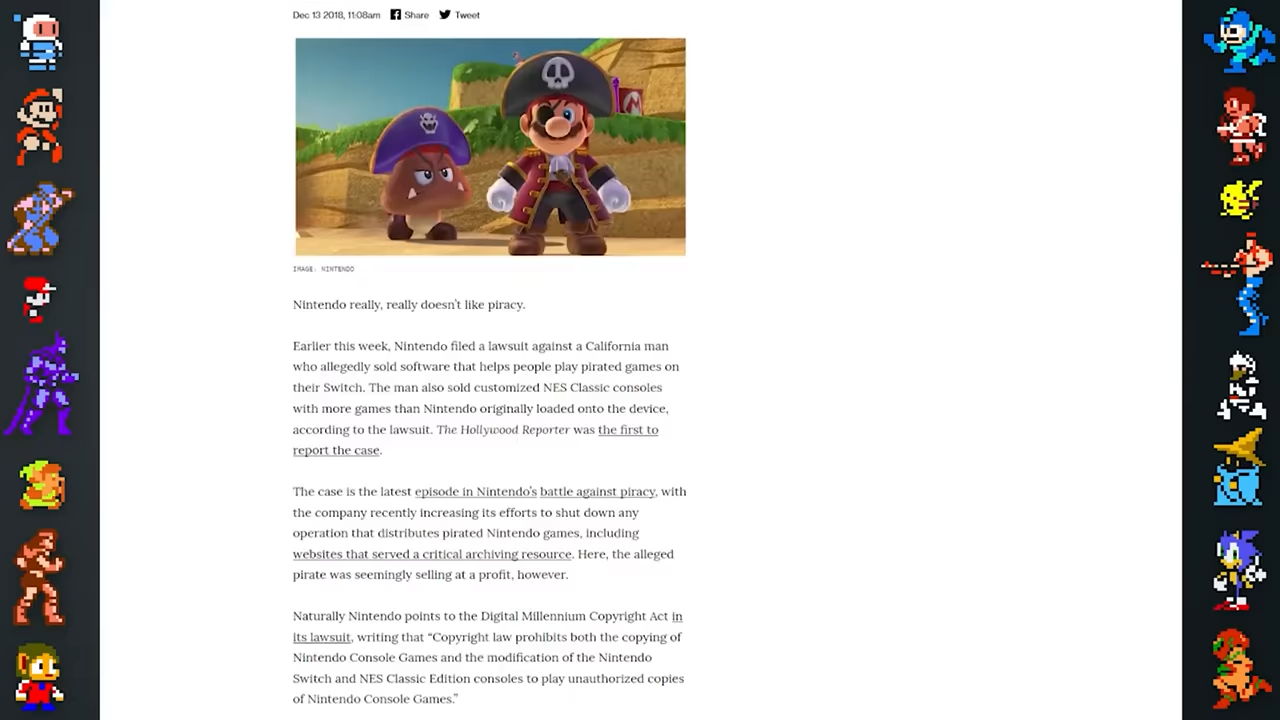 Dec 13 2018, 11:08am Share Tweet
M
IMAGE: NINTENDO
Nintendo really, really doesn't like piracy.
Earlier this week, Nintendo filed a lawsuit against a California man
who allegedly sold software that helps people play pirated games on
their Switch. The man also sold customized NES Classic consoles
with more games than Nintendo originally loaded onto the device,
according to the lawsuit. The Hollywood Reporter was the first to
report the case.
The case is the latest episode in Nintendo's battle against piracy, with
the company recently increasing its efforts to shut down any
operation that distributes pirated Nintendo games, including
websites that served a critical archiving resource. Here, the alleged
pirate was seemingly selling at a profit, however.
Naturally Nintendo points to the Digital Millennium Copyright Act in
its lawsuit, writing that “Copyright law prohibits both the copying of
Nintendo Console Games and the modification of the Nintendo
Switch and NES Classic Edition consoles to play unauthorized copies
of Nintendo Console Games.”